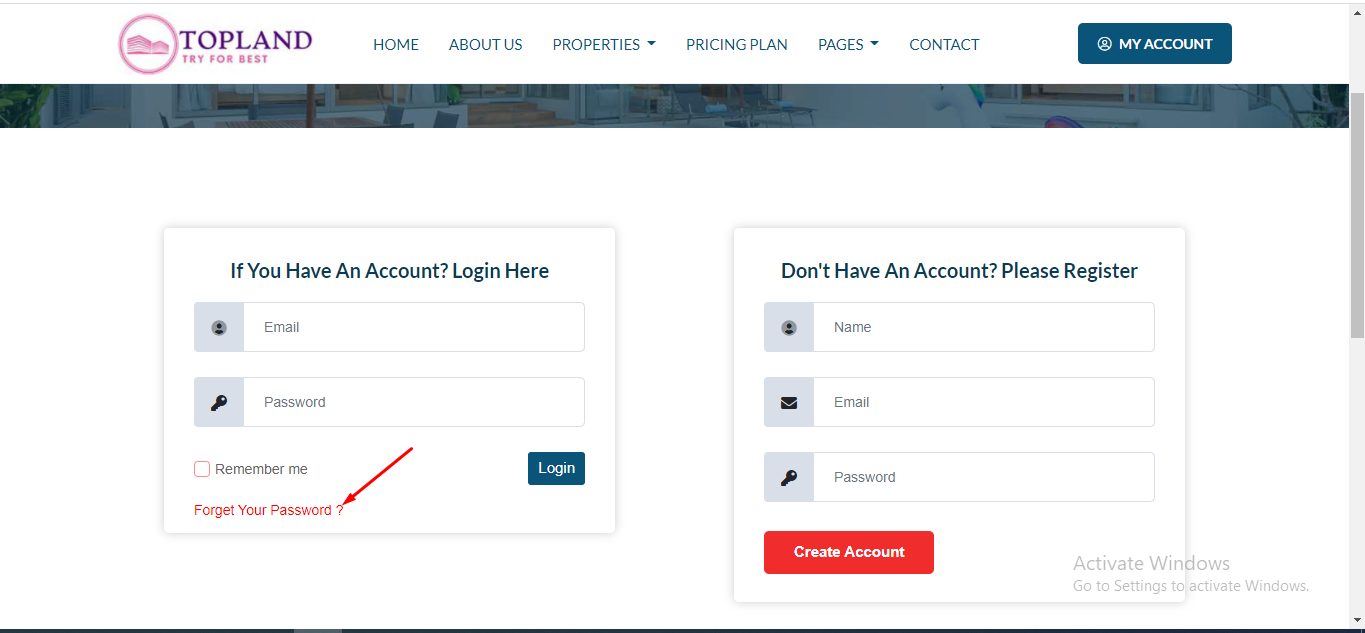 TOPLAND
TRY FOR BEST
HOME ABOUT US PROPERTIES PRICING PLAN PAGES CONTACT
MY ACCOUNT
If You Have An Account? Login Here
Email
Password
Remember me
Login
Forget Your Password ?
Don't Have An Account? Please Register
Name
Email
Password
Create Account
Activate Windows
Go to Settings to activate Windows.